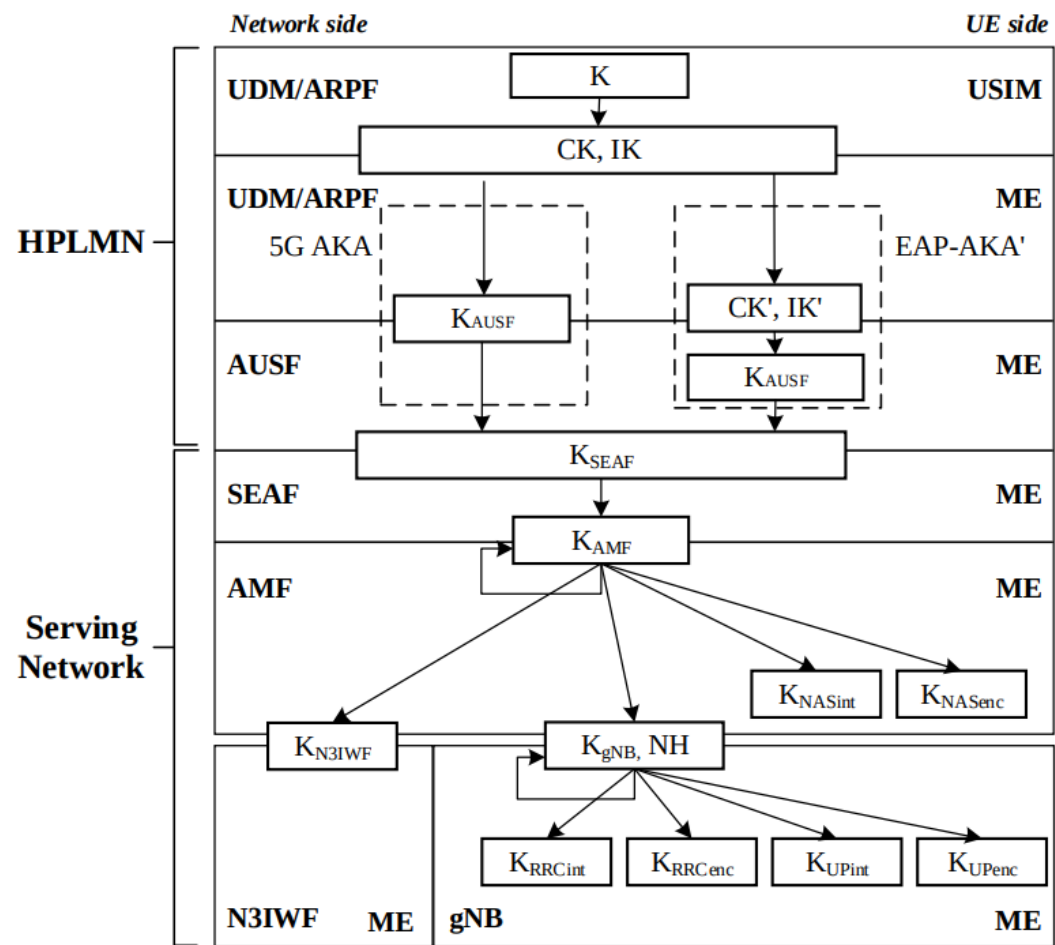 Network side
UE side
UDM/ARPF
K
USIM
CK, IK
UDM/ARPF
ME
HPLMN
5G AKA
EAP-AKA'
KAUSF
CK', IK'
AUSF
KAUSF
ME
KSEAF
SEAF
ME
KAMF
AMF
ME
Serving
Network
KNASint
KNASenc
KN3IWF
KgNB, NH
KRRCint
KRRCenc
KUPint
KUPenc
N3IWF
ME
gNB
ME